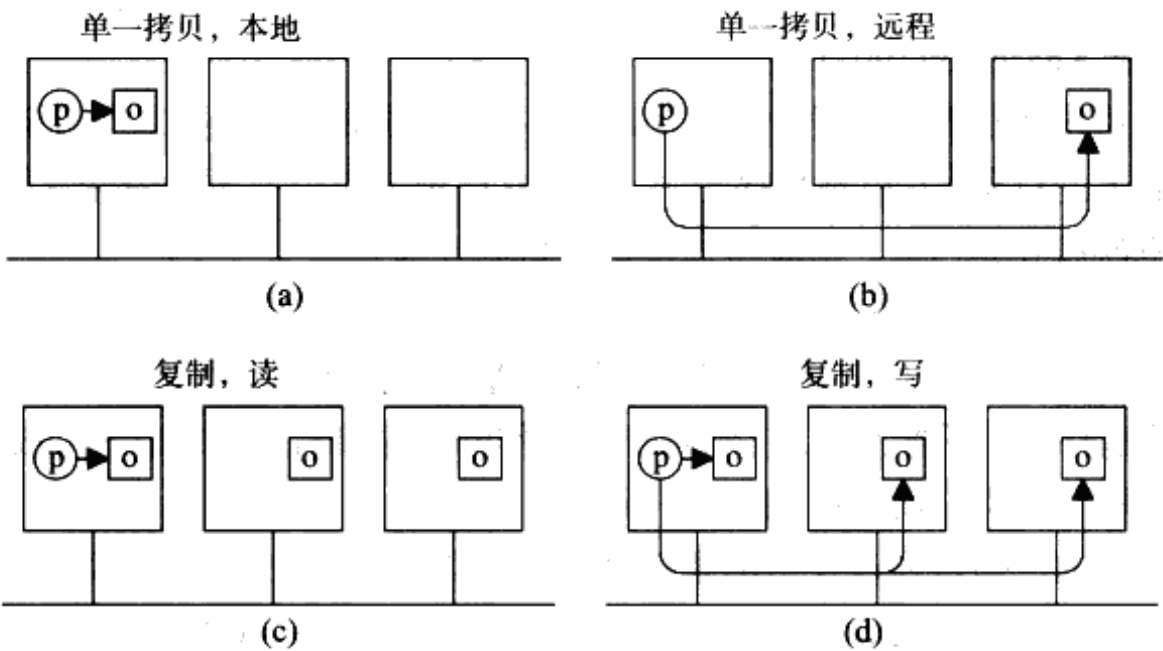 单一拷贝，本地
单一拷贝，远程
p o
p o
(a)
(b)
复制，读
复制，写
p o o o
p o o o
(c)
(d)